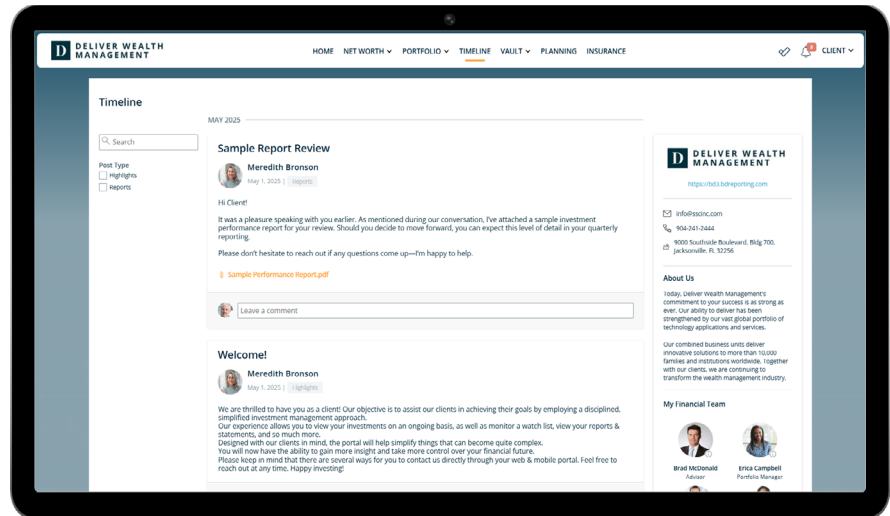 D DELIVER WEALTH
MANAGEMENT
HOME NET WORTH PORTFOLIO TIMELINE VAULT PLANNING INSURANCE
CLIENT
Timeline
MAY 2025
Search
Post Type
Highlights
Reports
Sample Report Review
Meredith Bronson
May 1, 2025 | Reports
Hi Client!
It was a pleasure speaking with you earlier. As mentioned during our conversation, I've attached a sample investment
performance report for your review. Should you decide to move forward, you can expect this level of detail in your quarterly
reporting.
Please don't hesitate to reach out if any questions come up—I'm happy to help.
Sample Performance Report.pdf
Leave a comment
Welcome!
Meredith Bronson
May 1, 2025 | Highlights
We are thrilled to have you as a client! Our objective is to assist our clients in achieving their goals by employing a disciplined,
simplified investment management approach.
Our experience allows you to view your investments on an ongoing basis, as well as monitor a watch list, view your reports &
statements, and so much more.
Designed with our clients in mind, the portal will help simplify things that can become quite complex.
You will now have the ability to gain more insight and take more control over your financial future.
Please keep in mind that there are several ways for you to contact us directly through your web & mobile portal. Feel free to
reach out at any time. Happy investing!
D DELIVER WEALTH
MANAGEMENT
https://bd3.bdreporting.com
info@sscinc.com
904-241-2444
9000 Southside Boulevard. Bldg 700,
Jacksonville, FL 32256
About Us
Today, Deliver Wealth Management's
commitment to your success is as strong as
ever. Our ability to deliver has been
strengthened by our vast global portfolio of
technology applications and services.
Our combined business units deliver
innovative solutions to more than 10,000
families and institutions worldwide. Together
with our clients, we are continuing to
transform the wealth management industry.
My Financial Team
Brad McDonald
Advisor
Erica Campbell
Portfolio Manager